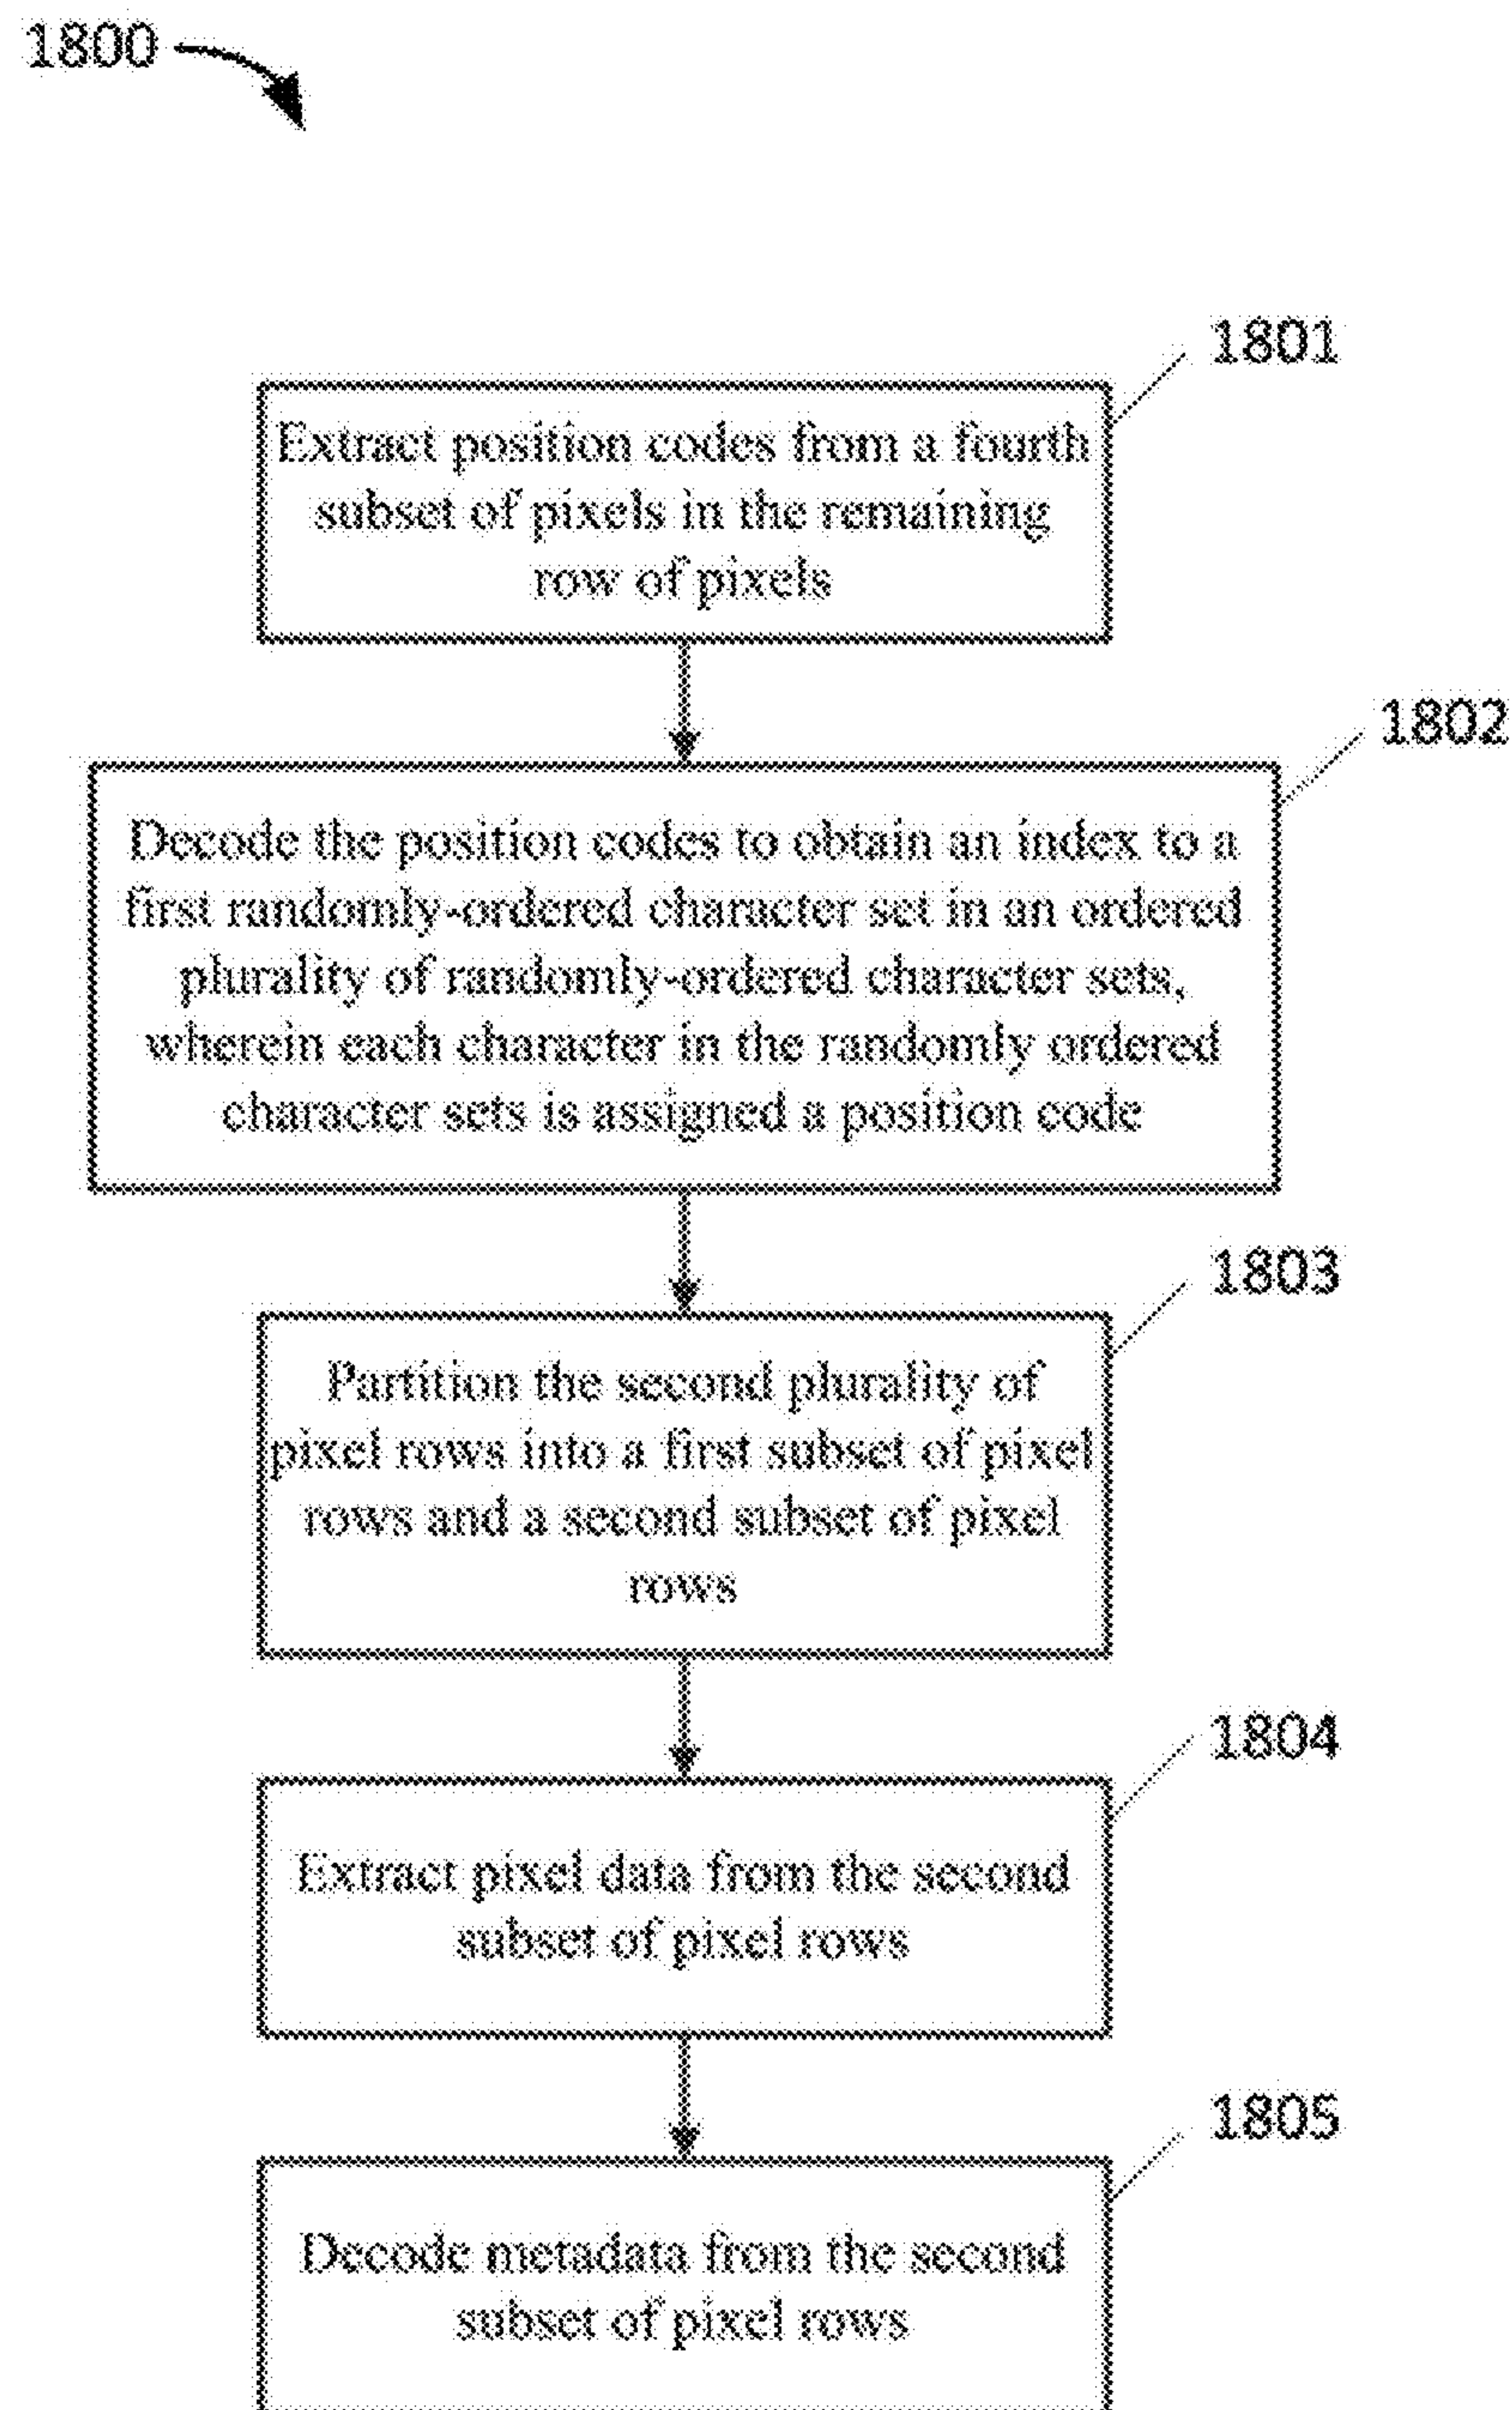 1800
1801
Extract position codes from a fourth
subset of pixels in the remaining
row of pixels
1802
Decode the position codes to obtain an index to a
first randomly-ordered character set in an ordered
plurality of randomly-ordered character sets,
wherein each character in the randomly ordered
character sets is assigned a position code
1803
Partition the second plurality of
pixel rows into a first subset of pixel
rows and a second subset of pixel
rows
1804
Extract pixel data from the second
subset of pixel rows
1805
Decode metadata from the second
subset of pixel rows